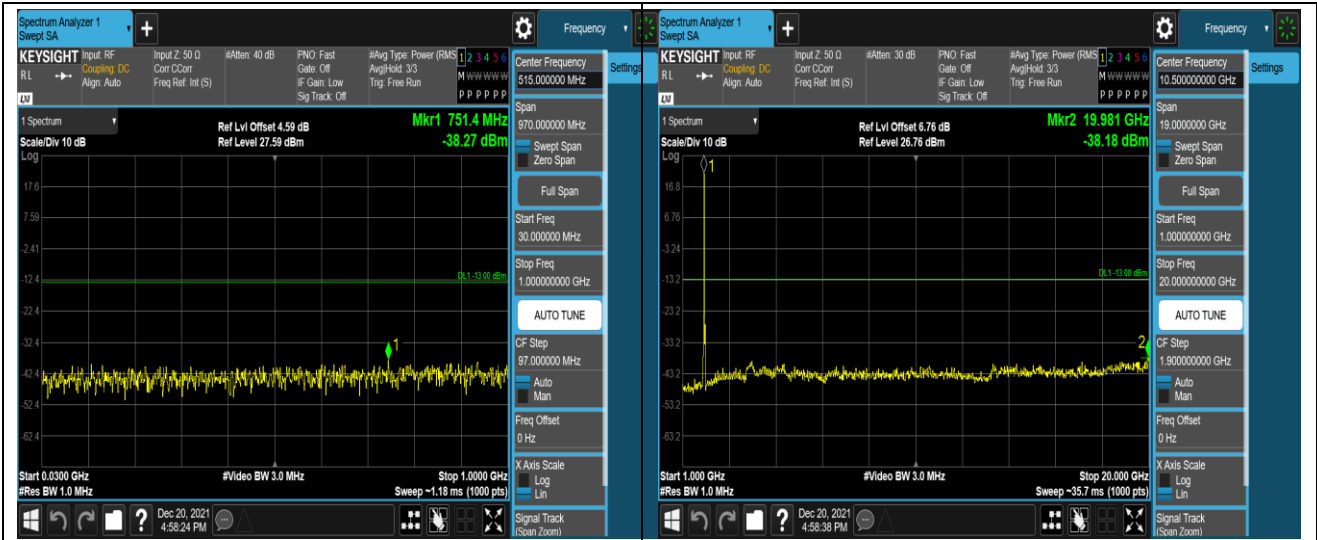 Spectrum Analyzer 1
Swept SA
+
Frequency
KEYSIGHT
RL
LXI
Input: RF
Coupling: DC
Align: Auto
Input Z: 50 Ω
Corr CCorr
Freq Ref: Int (S)
#Atten: 40 dB
PNO: Fast
Gate: Off
IF Gain: Low
Sig Track: Off
#Avg Type: Power (RMS
Avg|Hold: 3/3
Trig: Free Run
1 2 3 4 5 6
M W W W W W
P P P P P P
Center Frequency
515.000000 MHz
Settings
Span
970.000000 MHz
Swept Span
Zero Span
Full Span
Start Freq
30.000000 MHz
Stop Freq
1.000000000 GHz
AUTO TUNE
CF Step
97.000000 MHz
Auto
Man
Freq Offset
0 Hz
X Axis Scale
Log
Lin
Signal Track
(Span Zoom)
1 Spectrum
Scale/Div 10 dB
Log
Ref Lvl Offset 4.59 dB
Ref Level 27.59 dBm
Mkr1 751.4 MHz
-38.27 dBm
17.6
7.59
-2.41
-12.4
-22.4
-32.4
-42.4
-52.4
-62.4
DL1 -13.00 dBm
1
Start 0.0300 GHz
#Res BW 1.0 MHz
#Video BW 3.0 MHz
Stop 1.0000 GHz
Sweep ~1.18 ms (1000 pts)
?
Dec 20, 2021
4:58:24 PM
Spectrum Analyzer 1
Swept SA
+
Frequency
KEYSIGHT
RL
LXI
Input: RF
Coupling: DC
Align: Auto
Input Z: 50 Ω
Corr CCorr
Freq Ref: Int (S)
#Atten: 30 dB
PNO: Fast
Gate: Off
IF Gain: Low
Sig Track: Off
#Avg Type: Power (RMS
Avg|Hold: 3/3
Trig: Free Run
1 2 3 4 5 6
M W W W W W
P P P P P P
Center Frequency
10.500000000 GHz
Settings
Span
19.0000000 GHz
Swept Span
Zero Span
Full Span
Start Freq
1.000000000 GHz
Stop Freq
20.000000000 GHz
AUTO TUNE
CF Step
1.900000000 GHz
Auto
Man
Freq Offset
0 Hz
X Axis Scale
Log
Lin
Signal Track
(Span Zoom)
1 Spectrum
Scale/Div 10 dB
Log
Ref Lvl Offset 6.76 dB
Ref Level 26.76 dBm
Mkr2 19.981 GHz
-38.18 dBm
1
16.8
6.76
-3.24
-13.2
-23.2
-33.2
-43.2
-53.2
-63.2
DL1 -13.00 dBm
2
Start 1.000 GHz
#Res BW 1.0 MHz
#Video BW 3.0 MHz
Stop 20.000 GHz
Sweep ~35.7 ms (1000 pts)
?
Dec 20, 2021
4:58:38 PM